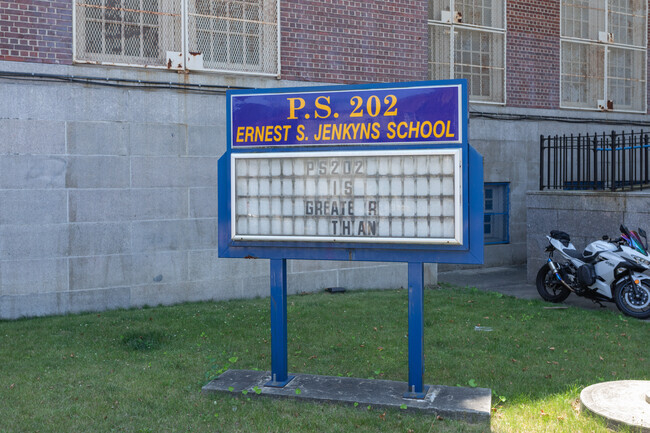 P.S. 202
ERNEST S. JENKYNS SCHOOL
PS202
IS
GREATE R
THAN